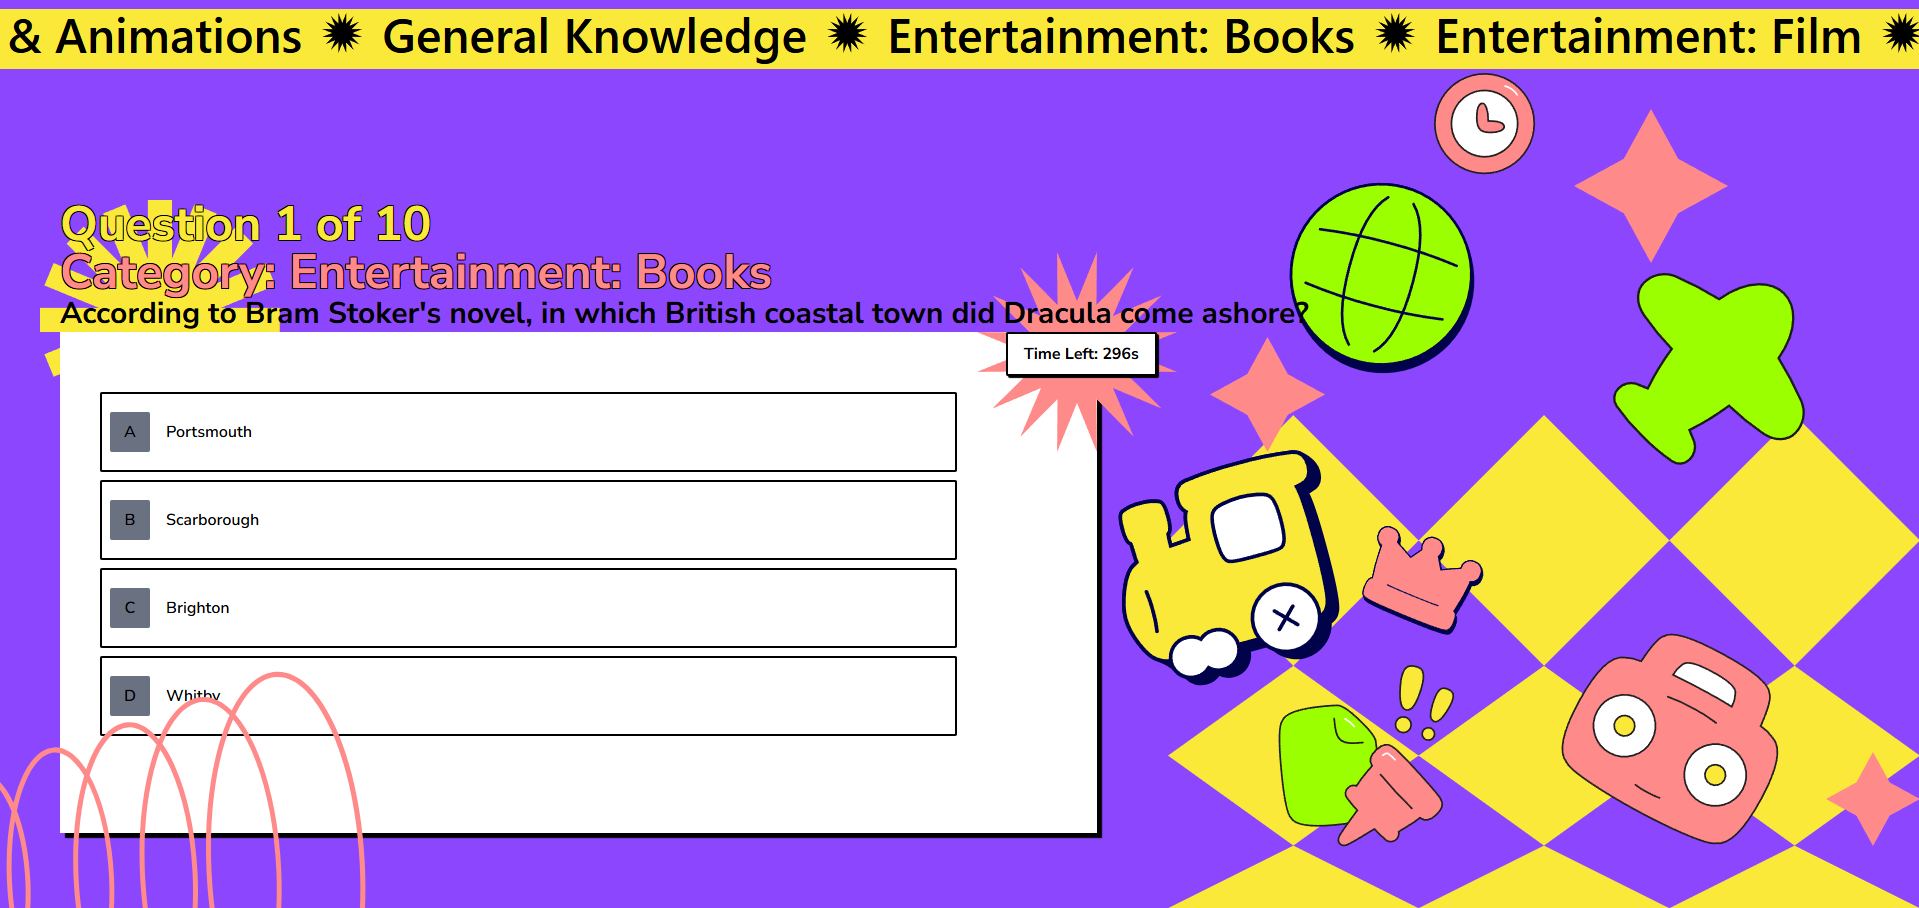 & Animations ✹ General Knowledge ✹ Entertainment: Books ✹ Entertainment: Film ✹
Question 1 of 10
Category: Entertainment: Books
According to Bram Stoker's novel, in which British coastal town did Dracula come ashore?
Time Left: 296s
A Portsmouth
B Scarborough
C Brighton
D Whitby